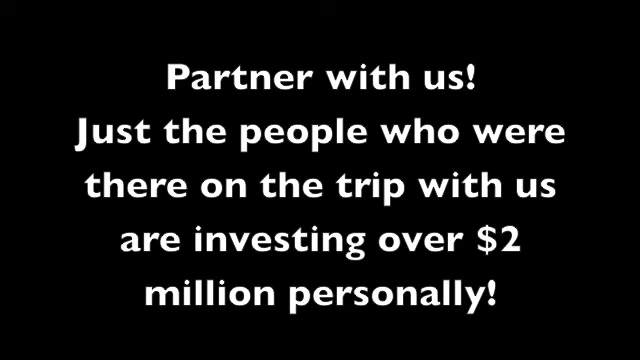 Partner with us!
Just the people who were
there on the trip with us
are investing over $2
million personally!